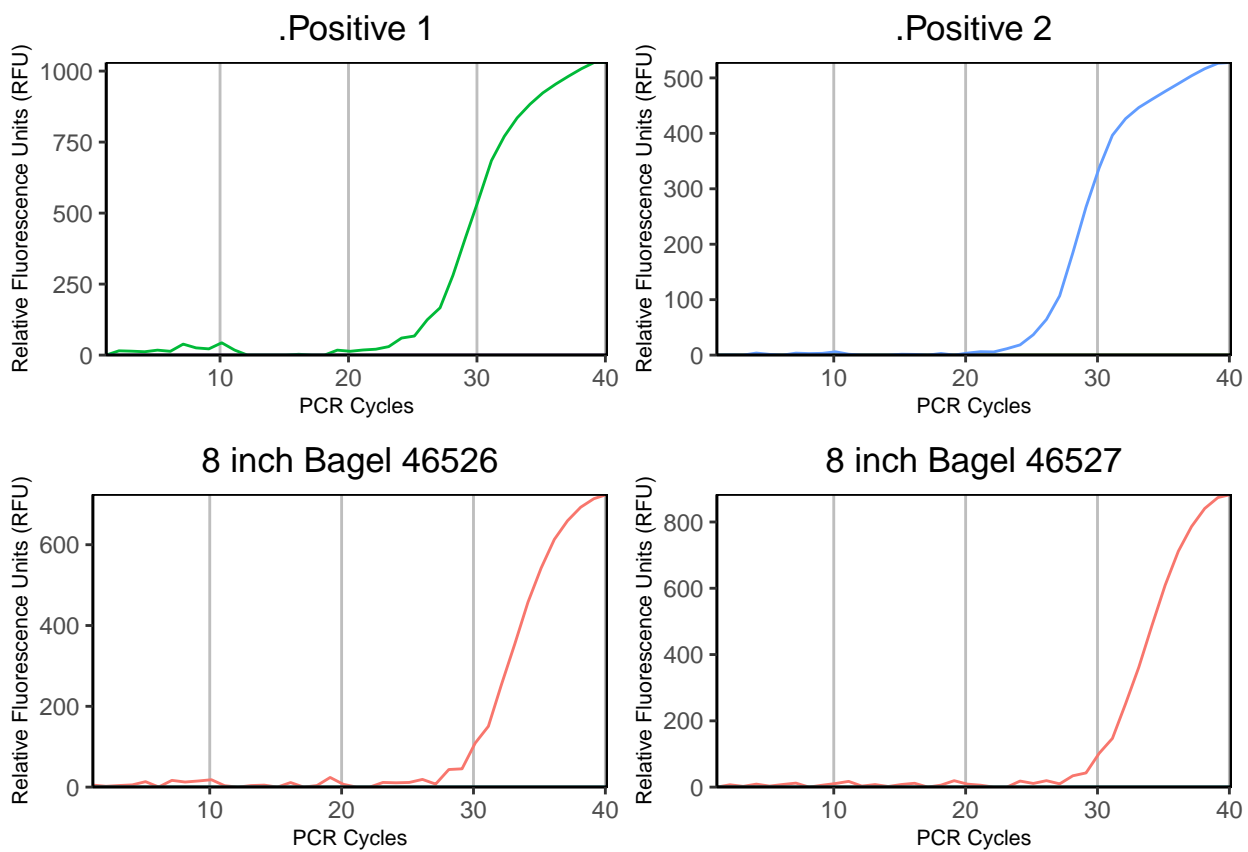 .Positive 1
Relative Fluorescence Units (RFU)
1000
750
500
250
0
10 20 30 40
PCR Cycles
.Positive 2
Relative Fluorescence Units (RFU)
500
400
300
200
100
0
10 20 30 40
PCR Cycles
8 inch Bagel 46526
Relative Fluorescence Units (RFU)
600
400
200
0
10 20 30 40
PCR Cycles
8 inch Bagel 46527
Relative Fluorescence Units (RFU)
800
600
400
200
0
10 20 30 40
PCR Cycles